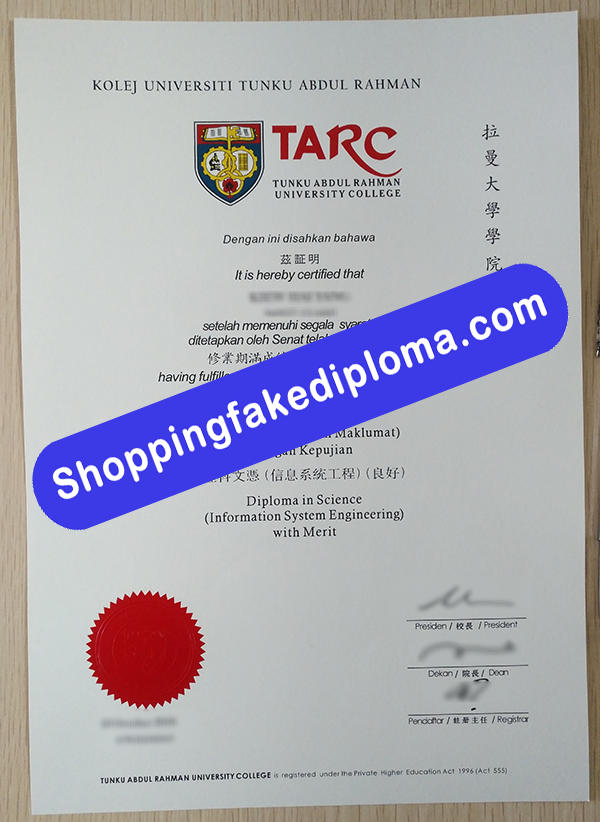 KOLEJ UNIVERSITI TUNKU ABDUL RAHMAN
TARC
TUNKU ABDUL RAHMAN
UNIVERSITY COLLEGE
拉曼大學學院
Dengan ini disahkan bahawa
茲証明
It is hereby certified that
setelah memenuhi segala
ditetapkan oleh Senat
修業期滿成
having
Shoppingfakediploma.com
Maklumat)
Kepujian
文憑(信息系統工程)(良好)
Diploma in Science
(Information System Engineering)
with Merit
Presiden / 校長 / President
Dekan / 院長 / Dean
Pendaftar / 註册主任 / Registrar
TUNKU ABDUL RAHMAN UNIVERSITY COLLEGE is registered under the Private Higher Education Act 1996 (Act 555)